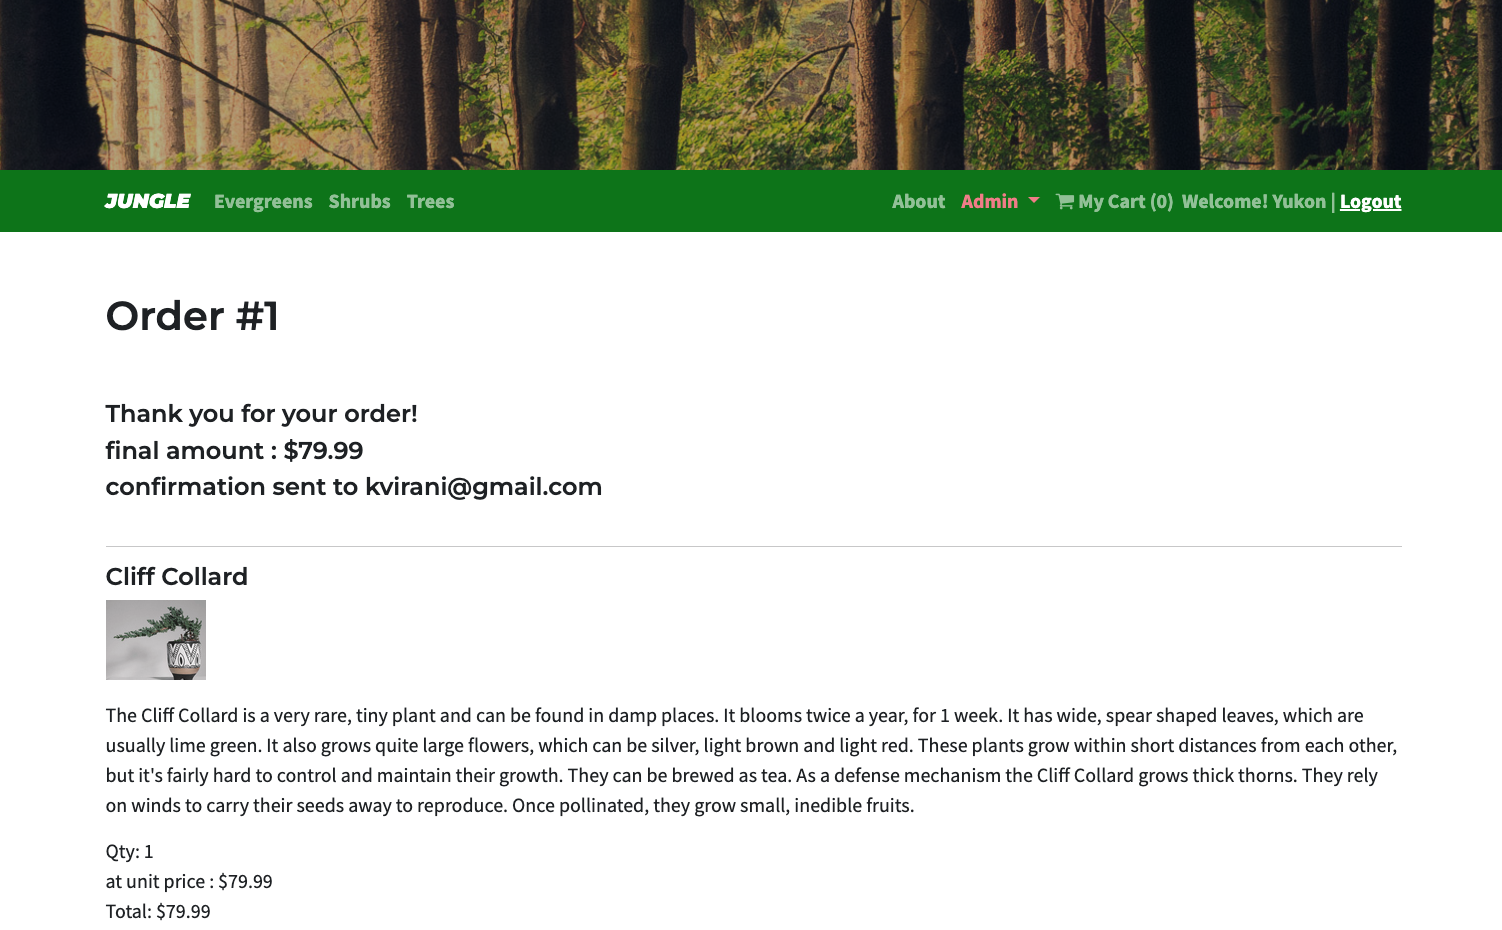 JUNGLE Evergreens Shrubs Trees About Admin My Cart (0) Welcome! Yukon | Logout
Order #1
Thank you for your order!
final amount : $79.99
confirmation sent to kvirani@gmail.com
Cliff Collard
The Cliff Collard is a very rare, tiny plant and can be found in damp places. It blooms twice a year, for 1 week. It has wide, spear shaped leaves, which are
usually lime green. It also grows quite large flowers, which can be silver, light brown and light red. These plants grow within short distances from each other,
but it's fairly hard to control and maintain their growth. They can be brewed as tea. As a defense mechanism the Cliff Collard grows thick thorns. They rely
on winds to carry their seeds away to reproduce. Once pollinated, they grow small, inedible fruits.
Qty: 1
at unit price : $79.99
Total: $79.99